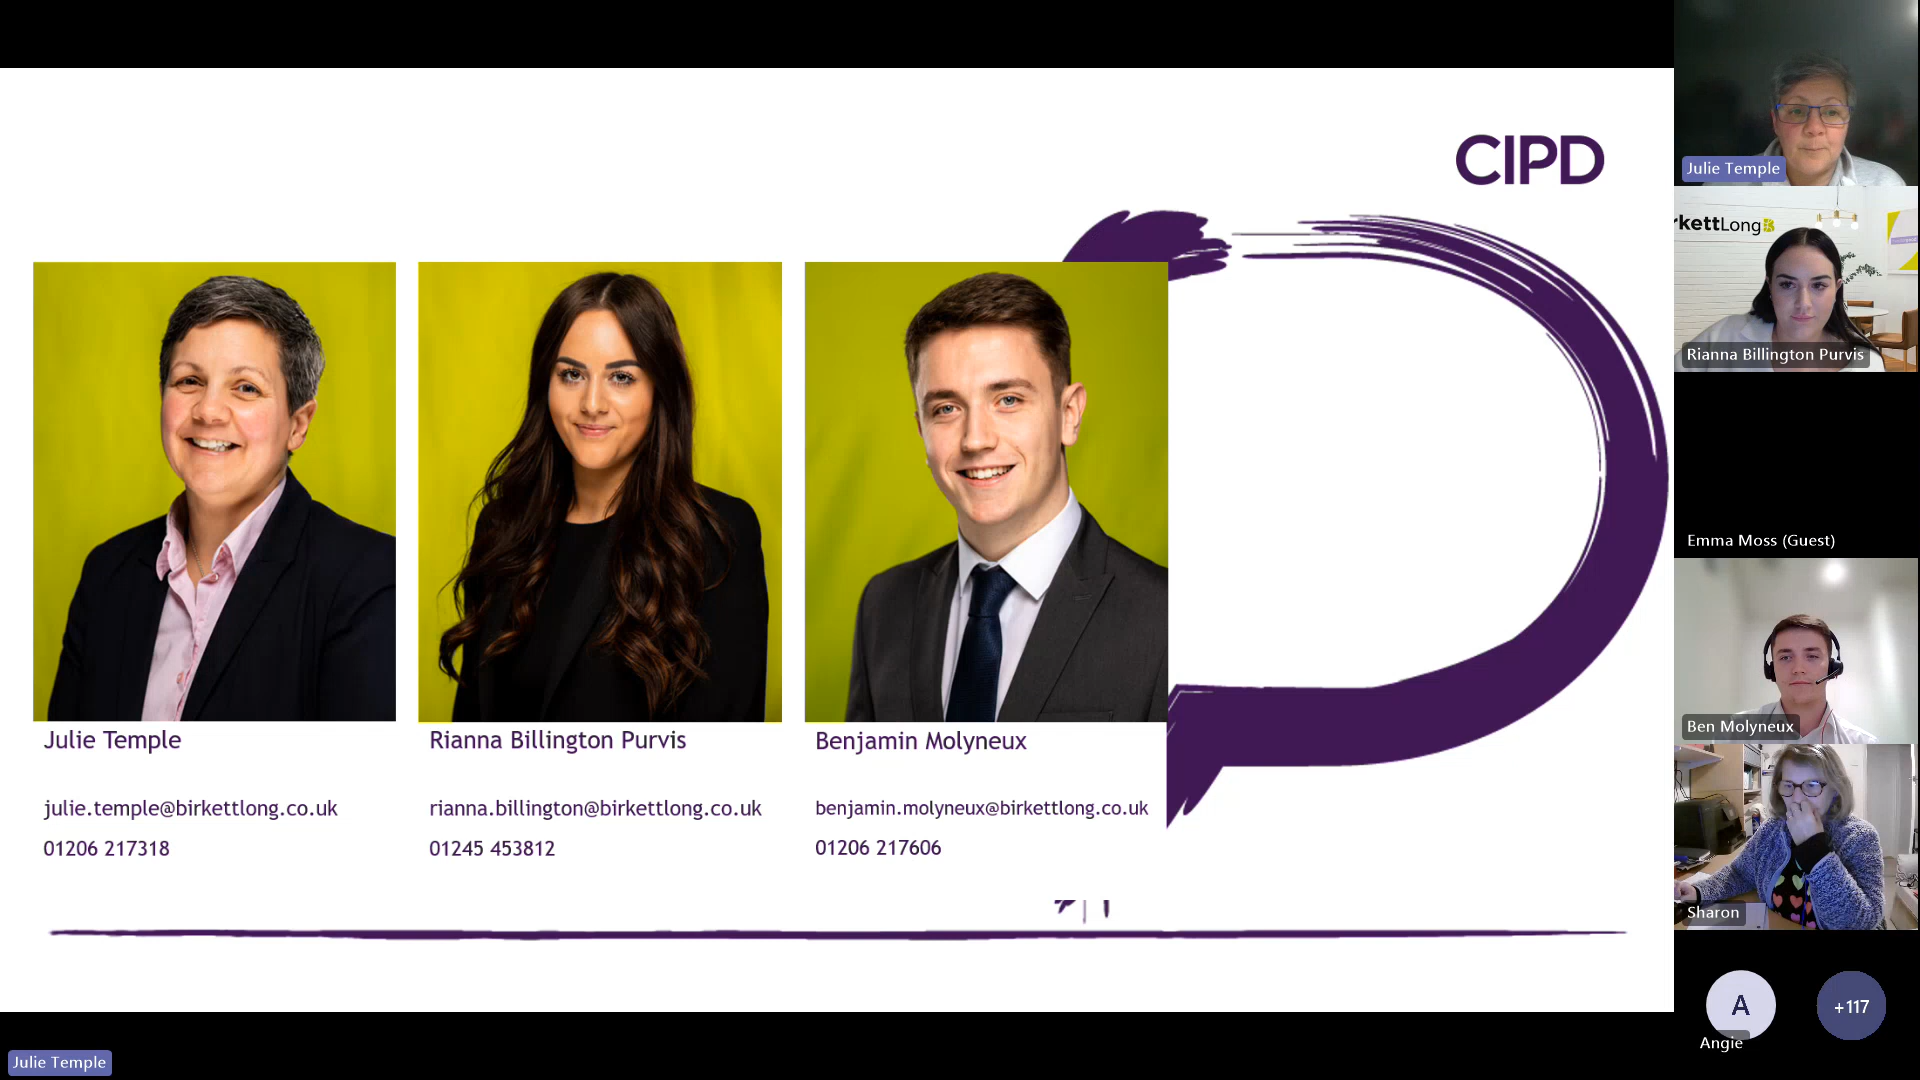 CIPD
Julie Temple
julie.temple@birkettlong.co.uk
01206 217318
Rianna Billington Purvis
rianna.billington@birkettlong.co.uk
01245 453812
Benjamin Molyneux
benjamin.molyneux@birkettlong.co.uk
01206 217606
Julie Temple
Julie Temple
rkettLong
Rianna Billington Purvis
Emma Moss (Guest)
Ben Molyneux
Sharon
A
Angie
+117